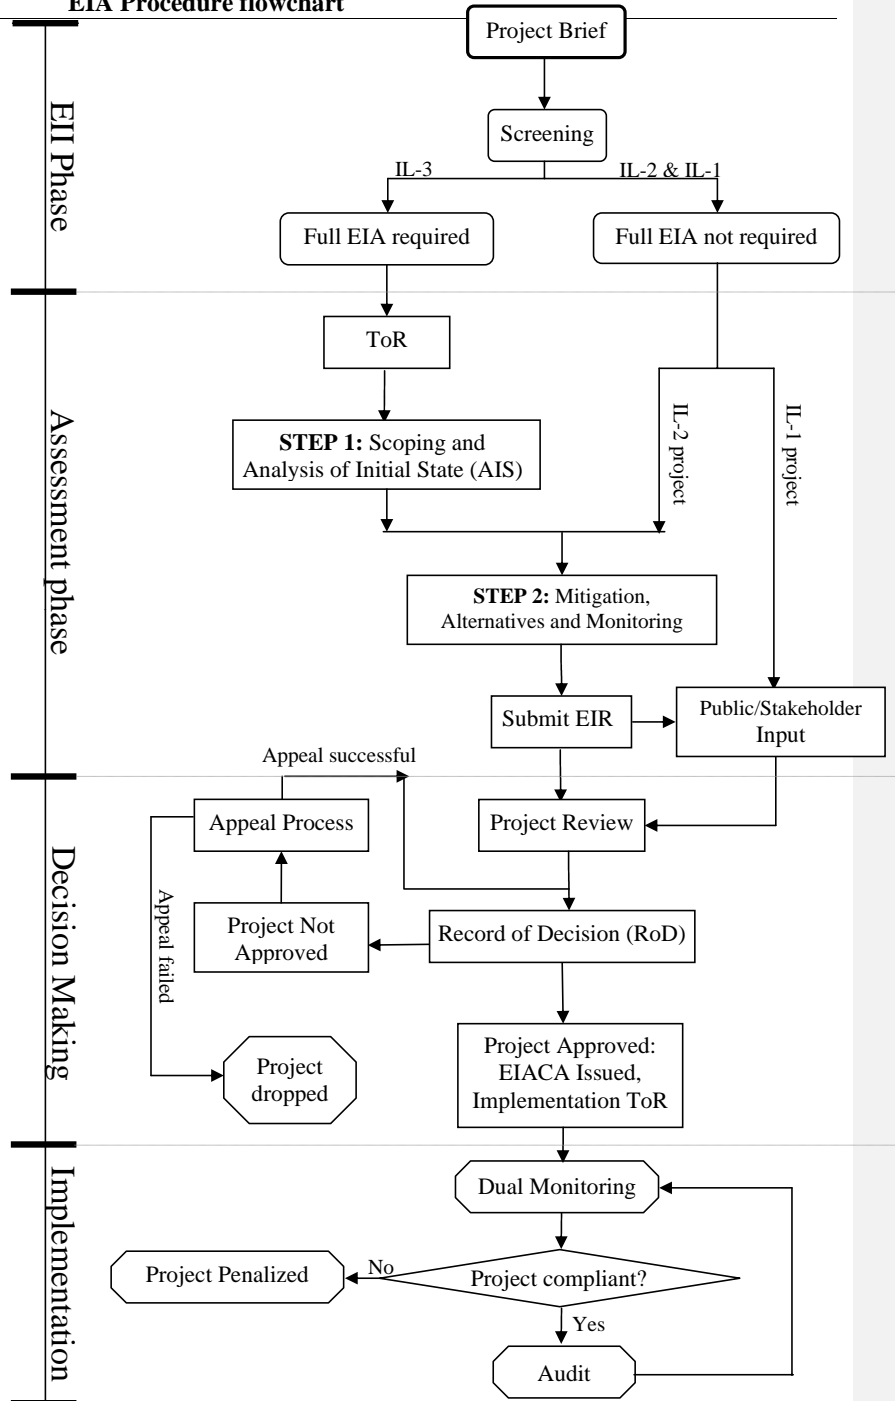 EIA Procedure flowchart
Project Brief
EII Phase
Screening
IL-3
IL-2 & IL-1
Full EIA required
Full EIA not required
Assessment phase
ToR
STEP 1: Scoping and
Analysis of Initial State (AIS)
IL-2 project
IL-1 project
STEP 2: Mitigation,
Alternatives and Monitoring
Submit EIR
Public/Stakeholder
Input
Decision Making
Appeal successful
Appeal Process
Project Review
Appeal failed
Project Not
Approved
Record of Decision (RoD)
Project
dropped
Project Approved:
EIACA Issued,
Implementation ToR
Implementation
Dual Monitoring
Project Penalized
No
Project compliant?
Yes
Audit